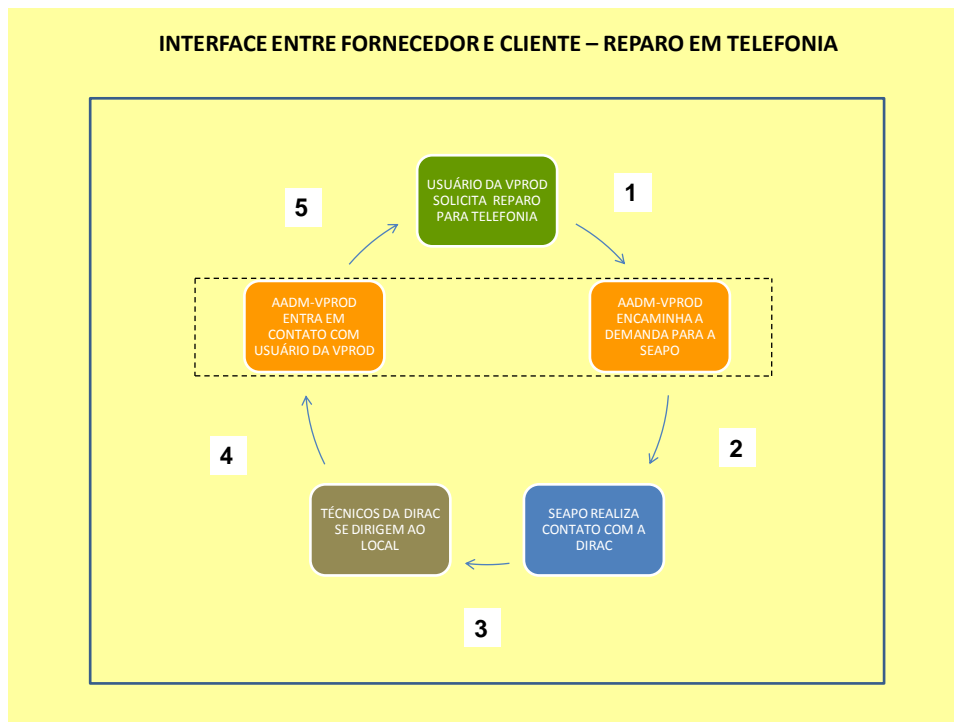 INTERFACE ENTRE FORNECEDOR E CLIENTE – REPARO EM TELEFONIA
USUÁRIO DA VPROD
SOLICITA REPARO
PARA TELEFONIA
1
5
AADM-VPROD
ENTRA EM
CONTATO COM
USUÁRIO DA VPROD
AADM-VPROD
ENCAMINHA A
DEMANDA PARA A
SEAPO
4
2
TÉCNICOS DA DIRAC
SE DIRIGEM AO
LOCAL
SEAPO REALIZA
CONTATO COM A
DIRAC
3